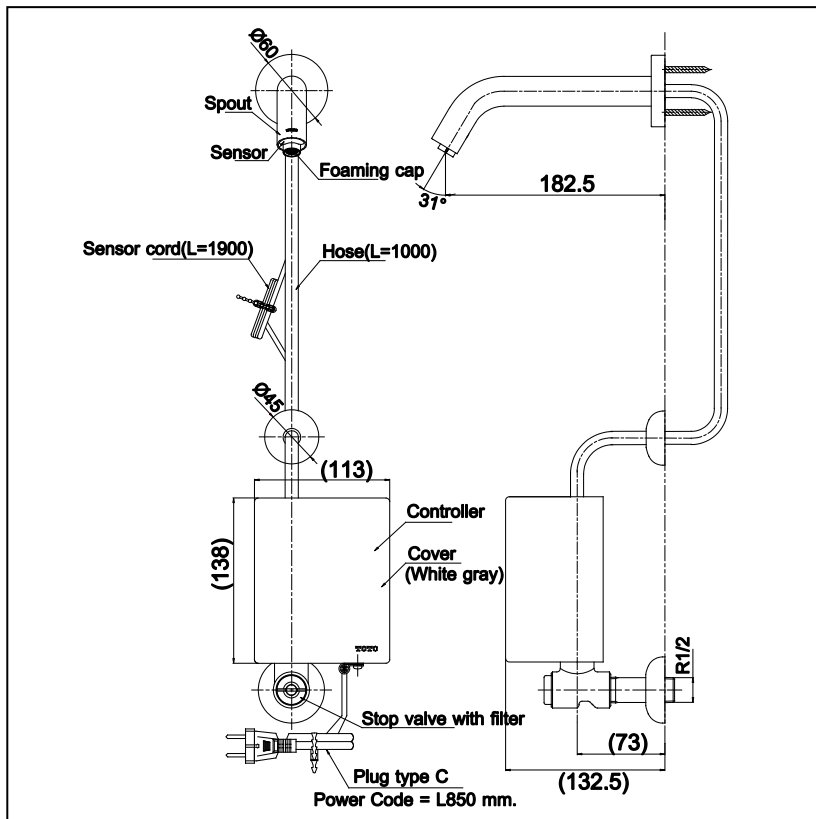 Ø60
Spout
Sensor
Foaming cap
182.5
31°
Sensor cord(L=1900)
Hose(L=1000)
Ø45
(113)
Controller
(138)
Cover
(White gray)
TOTO
R1/2
Stop valve with filter
(73)
(132.5)
Plug type C
Power Code = L850 mm.